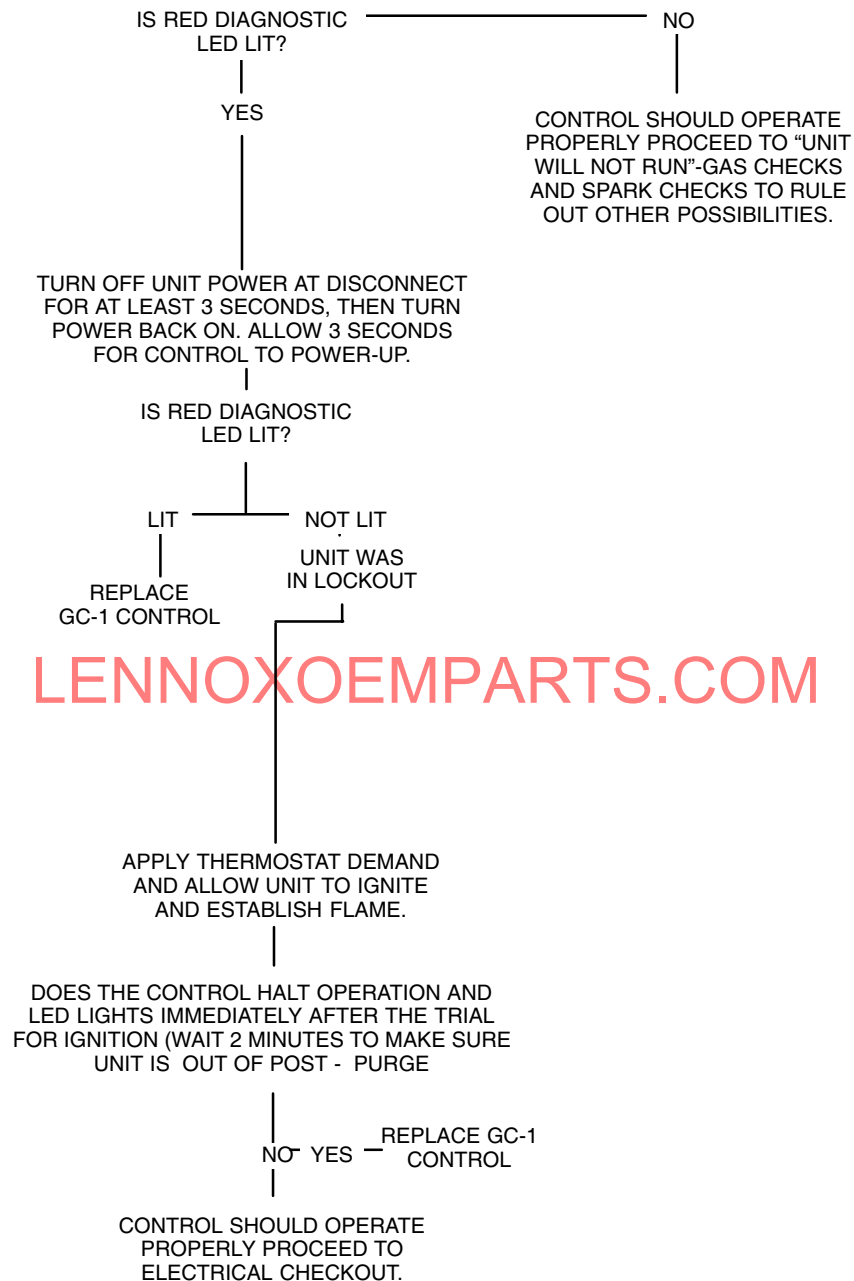 IS RED DIAGNOSTIC
LED LIT?
NO
YES
CONTROL SHOULD OPERATE
PROPERLY PROCEED TO “UNIT
WILL NOT RUN”-GAS CHECKS
AND SPARK CHECKS TO RULE
OUT OTHER POSSIBILITIES.
TURN OFF UNIT POWER AT DISCONNECT
FOR AT LEAST 3 SECONDS, THEN TURN
POWER BACK ON. ALLOW 3 SECONDS
FOR CONTROL TO POWER-UP.
IS RED DIAGNOSTIC
LED LIT?
LIT
NOT LIT
UNIT WAS
IN LOCKOUT
REPLACE
GC-1 CONTROL
LENNOXOEMPARTS.COM
APPLY THERMOSTAT DEMAND
AND ALLOW UNIT TO IGNITE
AND ESTABLISH FLAME.
DOES THE CONTROL HALT OPERATION AND
LED LIGHTS IMMEDIATELY AFTER THE TRIAL
FOR IGNITION (WAIT 2 MINUTES TO MAKE SURE
UNIT IS OUT OF POST - PURGE
NO
YES
REPLACE GC-1
CONTROL
CONTROL SHOULD OPERATE
PROPERLY PROCEED TO
ELECTRICAL CHECKOUT.